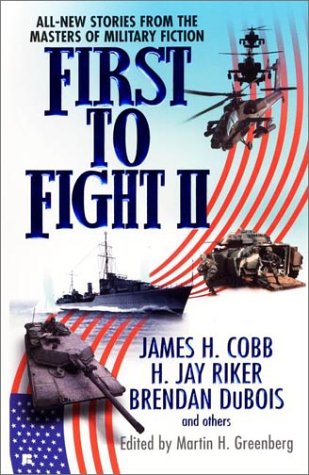 ALL-NEW STORIES FROM THE
MASTERS OF MILITARY FICTION
FIRST
TO
FIGHT II
JAMES H. COBB
H. JAY RIKER
BRENDAN DuBOIS
and others
Edited by Martin H. Greenberg